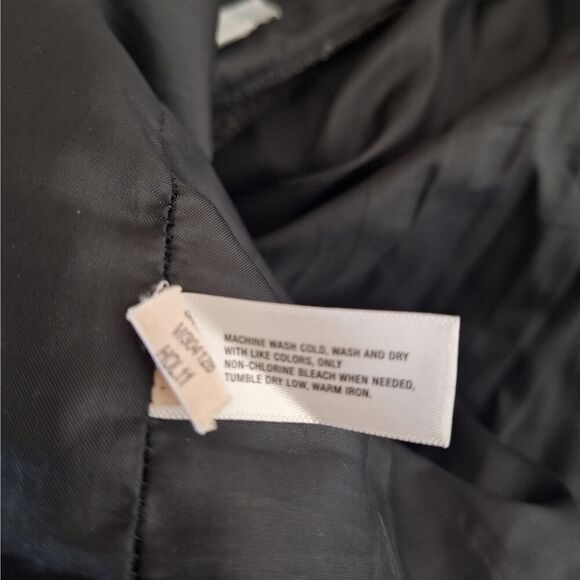 MACHINE WASH COLD, WASH AND DRY
WITH LIKE COLORS, ONLY
NON-CHLORINE BLEACH WHEN NEEDED,
TUMBLE DRY LOW, WARM IRON.
HOL11